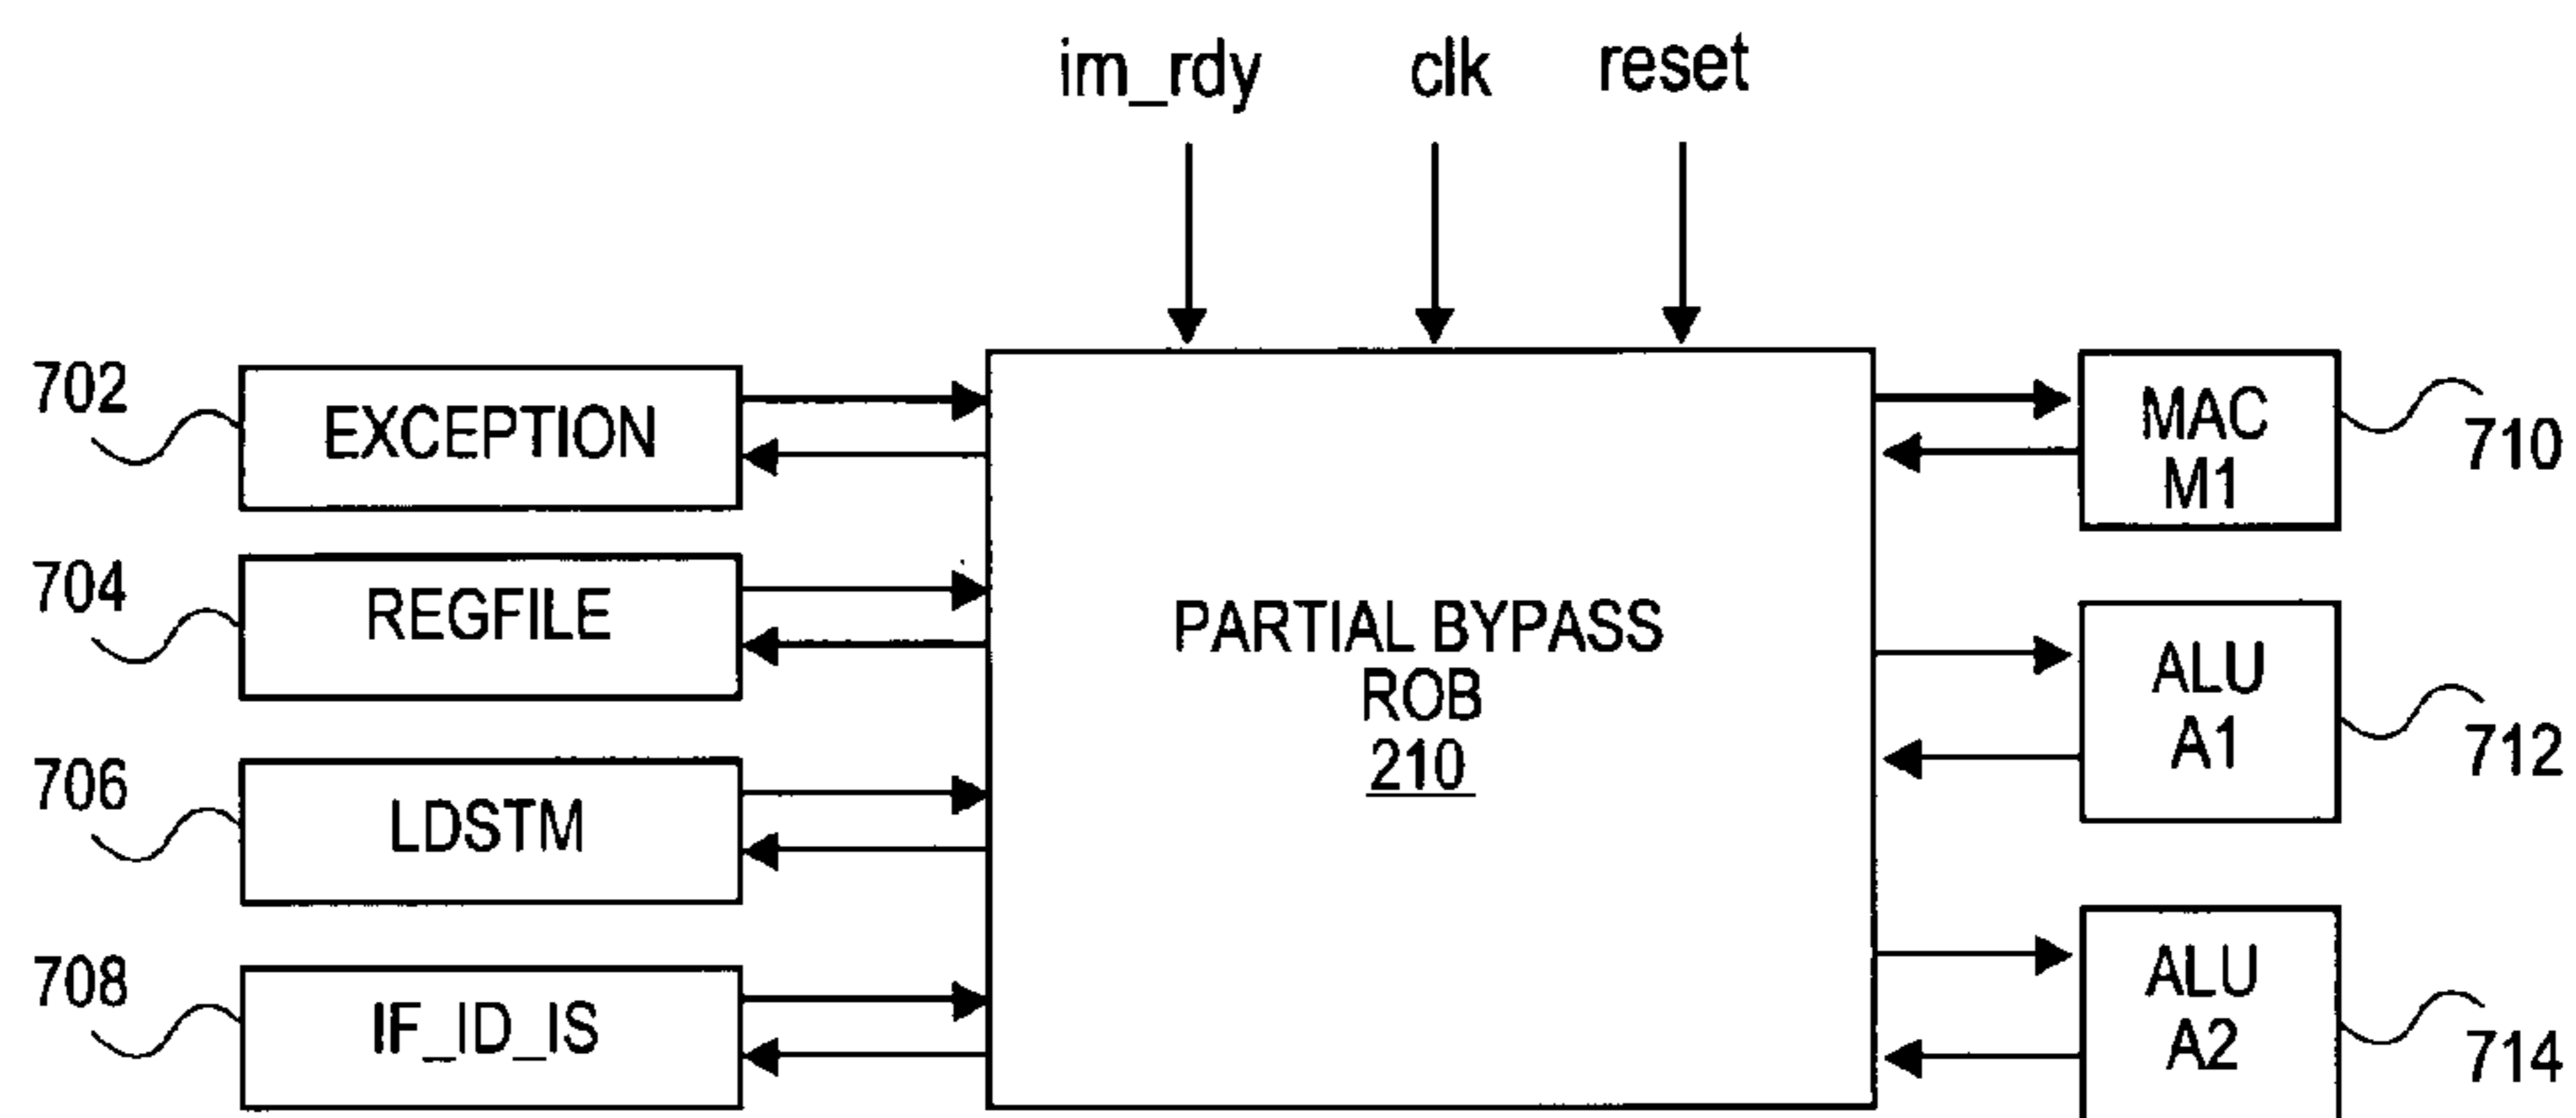 im_rdy clk reset
702
EXCEPTION
704
REGFILE
706
LDSTM
708
IF_ID_IS
PARTIAL BYPASS
ROB
210
MAC
M1
710
ALU
A1
712
ALU
A2
714